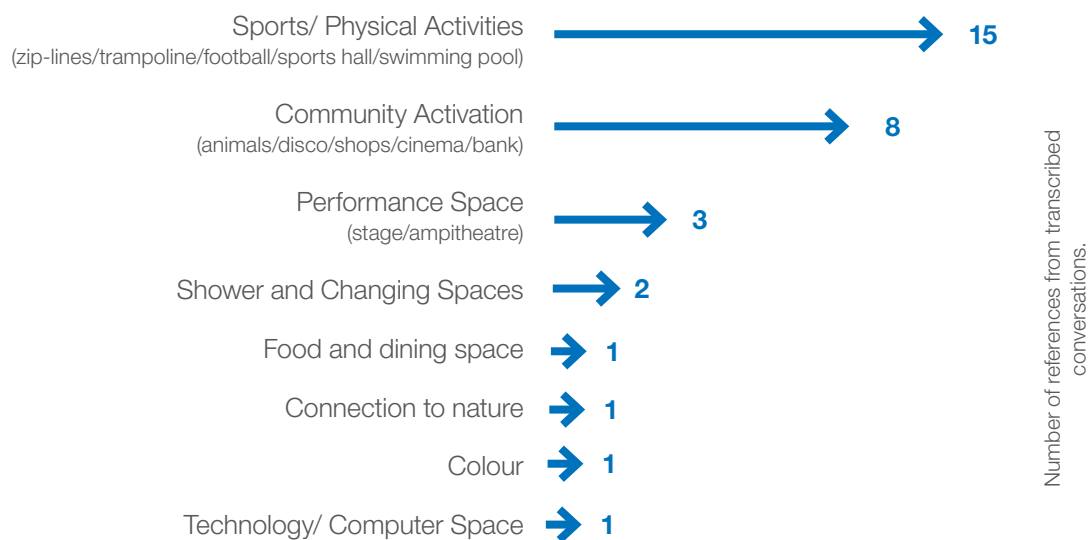 Sports/ Physical Activities
15
(zip-lines/trampoline/football/sports hall/swimming pool)
Community Activation
8
(animals/disco/shops/cinema/bank)
Performance Space
3
(stage/ampitheatre)
Shower and Changing Spaces
2
Food and dining space
1
Connection to nature
1
Colour
1
Technology/ Computer Space
1
Number of references from transcribed
conversations.